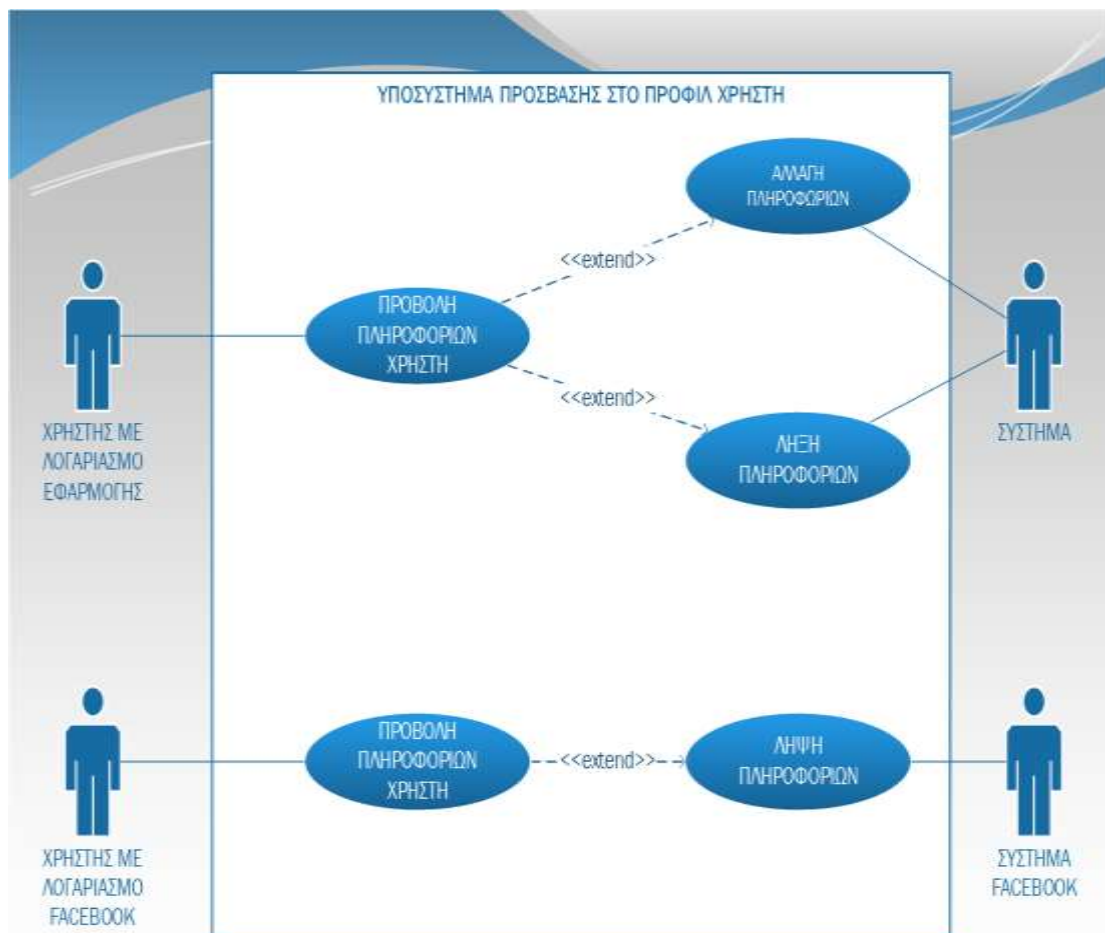 ΥΠΟΣΥΣΤΗΜΑ ΠΡΟΣΒΑΣΗΣ ΣΤΟ ΠΡΟΦΙΛ ΧΡΗΣΤΗ
ΑΛΛΑΓΗ
ΠΛΗΡΟΦΩΡΙΩΝ
<<extend>>
ΠΡΟΒΟΛΗ
ΠΛΗΡΟΦΟΡΙΩΝ
ΧΡΗΣΤΗ
<<extend>>
ΧΡΗΣΤΗΣ ΜΕ
ΛΟΓΑΡΙΑΣΜΟ
ΕΦΑΡΜΟΓΗΣ
ΛΗΞΗ
ΠΛΗΡΟΦΟΡΙΩΝ
ΣΥΣΤΗΜΑ
ΠΡΟΒΟΛΗ
ΠΛΗΡΟΦΟΡΙΩΝ
ΧΡΗΣΤΗ
<<extend>>
ΛΗΨΗ
ΠΛΗΡΟΦΟΡΙΩΝ
ΧΡΗΣΤΗΣ ΜΕ
ΛΟΓΑΡΙΑΣΜΟ
FACEBOOK
ΣΥΣΤΗΜΑ
FACEBOOK